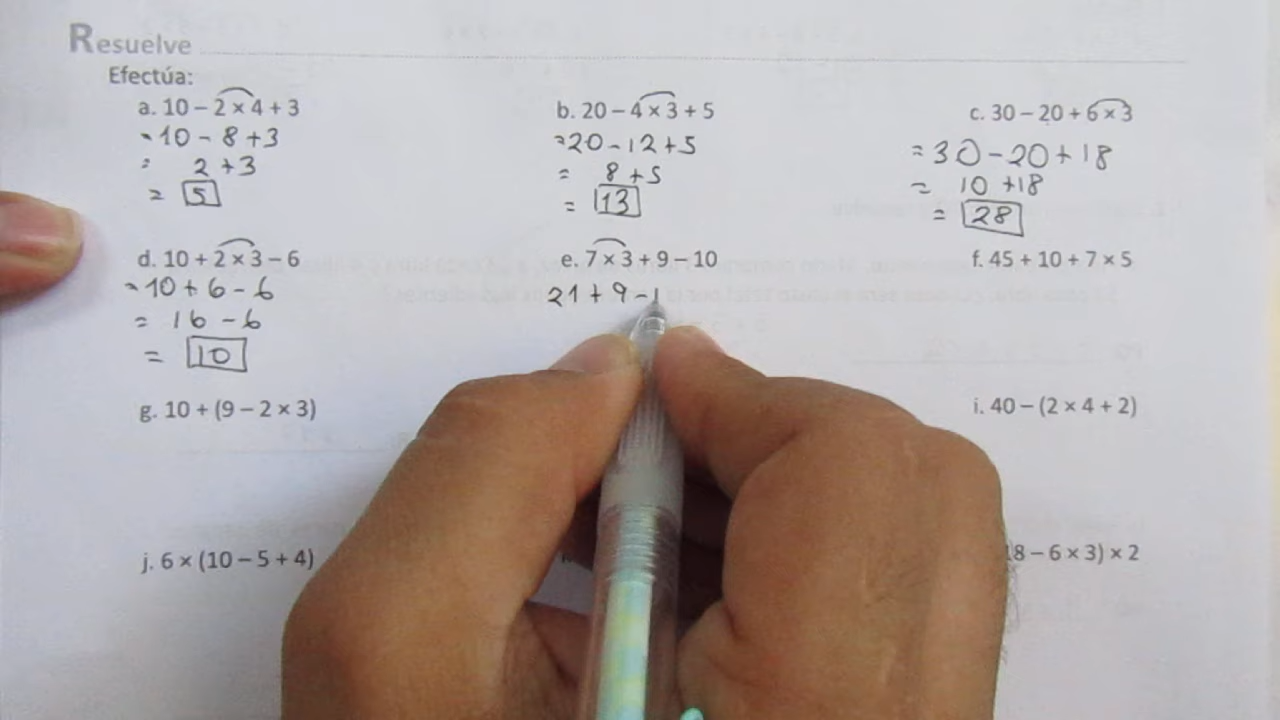 Resuelve
Efectúa:
a. 10 – 2 × 4 + 3
= 10 - 8 + 3
= 2 + 3
= 5
b. 20 – 4 × 3 + 5
= 20 - 12 + 5
= 8 + 5
= 13
c. 30 – 20 + 6 × 3
= 30 - 20 + 18
= 10 + 18
= 28
d. 10 + 2 × 3 – 6
= 10 + 6 - 6
= 16 - 6
= 10
e. 7 × 3 + 9 – 10
21 + 9 - 1
f. 45 + 10 + 7 × 5
g. 10 + (9 – 2 × 3)
i. 40 – (2 × 4 + 2)
j. 6 × (10 – 5 + 4)
8 – 6 × 3) × 2